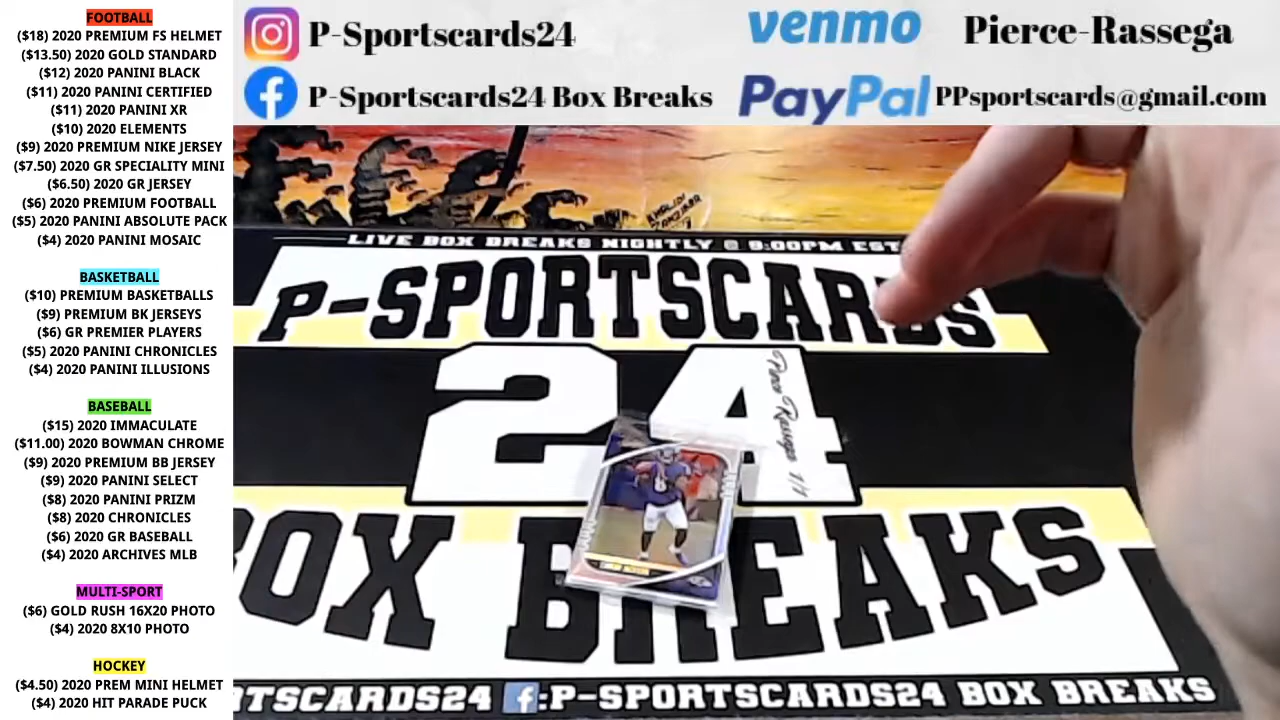 FOOTBALL
($18) 2020 PREMIUM FS HELMET
($13.50) 2020 GOLD STANDARD
($12) 2020 PANINI BLACK
($11) 2020 PANINI CERTIFIED
($11) 2020 PANINI XR
($10) 2020 ELEMENTS
($9) 2020 PREMIUM NIKE JERSEY
($7.50) 2020 GR SPECIALITY MINI
($6.50) 2020 GR JERSEY
($6) 2020 PREMIUM FOOTBALL
($5) 2020 PANINI ABSOLUTE PACK
($4) 2020 PANINI MOSAIC
BASKETBALL
($10) PREMIUM BASKETBALLS
($9) PREMIUM BK JERSEYS
($6) GR PREMIER PLAYERS
($5) 2020 PANINI CHRONICLES
($4) 2020 PANINI ILLUSIONS
BASEBALL
($15) 2020 IMMACULATE
($11.00) 2020 BOWMAN CHROME
($9) 2020 PREMIUM BB JERSEY
($9) 2020 PANINI SELECT
($8) 2020 PANINI PRIZM
($8) 2020 CHRONICLES
($6) 2020 GR BASEBALL
($4) 2020 ARCHIVES MLB
MULTI-SPORT
($6) GOLD RUSH 16X20 PHOTO
($4) 2020 8X10 PHOTO
HOCKEY
($4.50) 2020 PREM MINI HELMET
($4) 2020 HIT PARADE PUCK
P-Sportscards24
venmo Pierce-Rassega
P-Sportscards24 Box Breaks
PayPal PPsportscards@gmail.com
LIVE BOX BREAKS NIGHTLY @ 9:00PM EST
P-SPORTSCARDS
24
Pierce Rassega 1/1
BOX BREAKS
RTSCARDS24 f:P-SPORTSCARDS24 BOX BREAKS